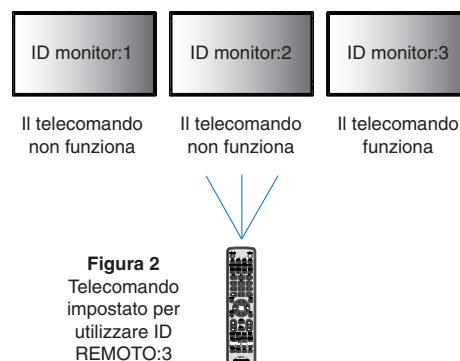 ID monitor:1
ID monitor:2
ID monitor:3
Il telecomando
non funziona
Il telecomando
non funziona
Il telecomando
funziona
Figura 2
Telecomando
impostato per
utilizzare ID
REMOTO:3